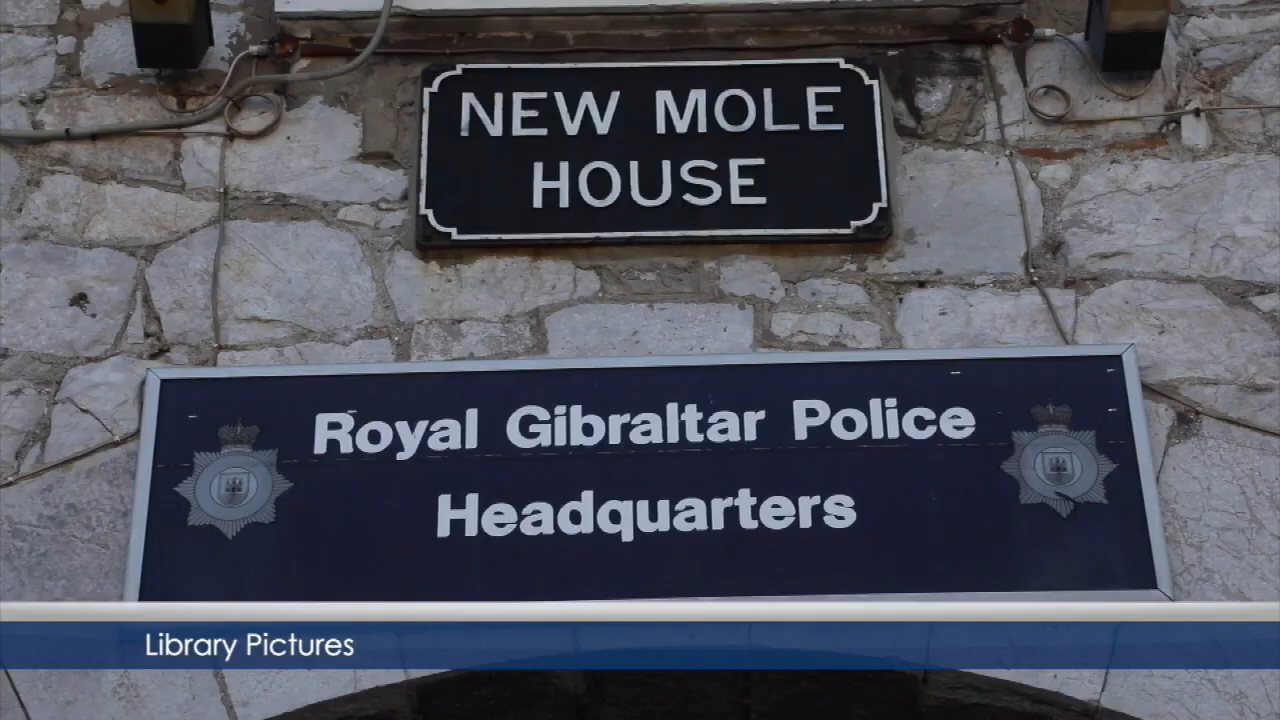 NEW MOLE
HOUSE
Royal Gibraltar Police
Headquarters
Library Pictures